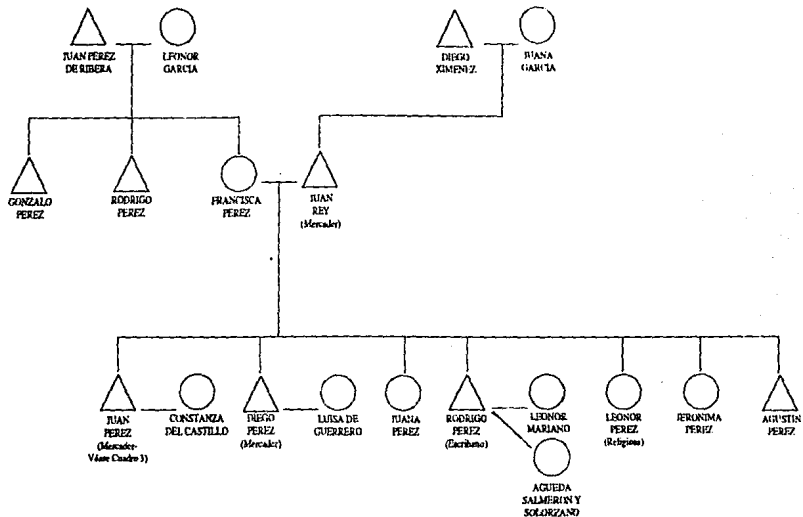 JUAN PEREZ
DE RIBERA
LEONOR
GARCIA
DIEGO
XIMENEZ
JUANA
GARCIA
GONZALO
PEREZ
RODRIGO
PEREZ
FRANCISCA
PEREZ
JUAN
REY
(Mercader)
JUAN
PEREZ
(Mercader-
Véase Cuadro 3)
CONSTANZA
DEL CASTILLO
DIEGO
PEREZ
(Mercader)
LUISA DE
GUERRERO
JUANA
PEREZ
RODRIGO
PEREZ
(Escribano)
LEONOR
MARIANO
LEONOR
PEREZ
(Religiosa)
JERONIMA
PEREZ
AGUSTIN
PEREZ
AGUEDA
SALMERON Y
SOLORZANO